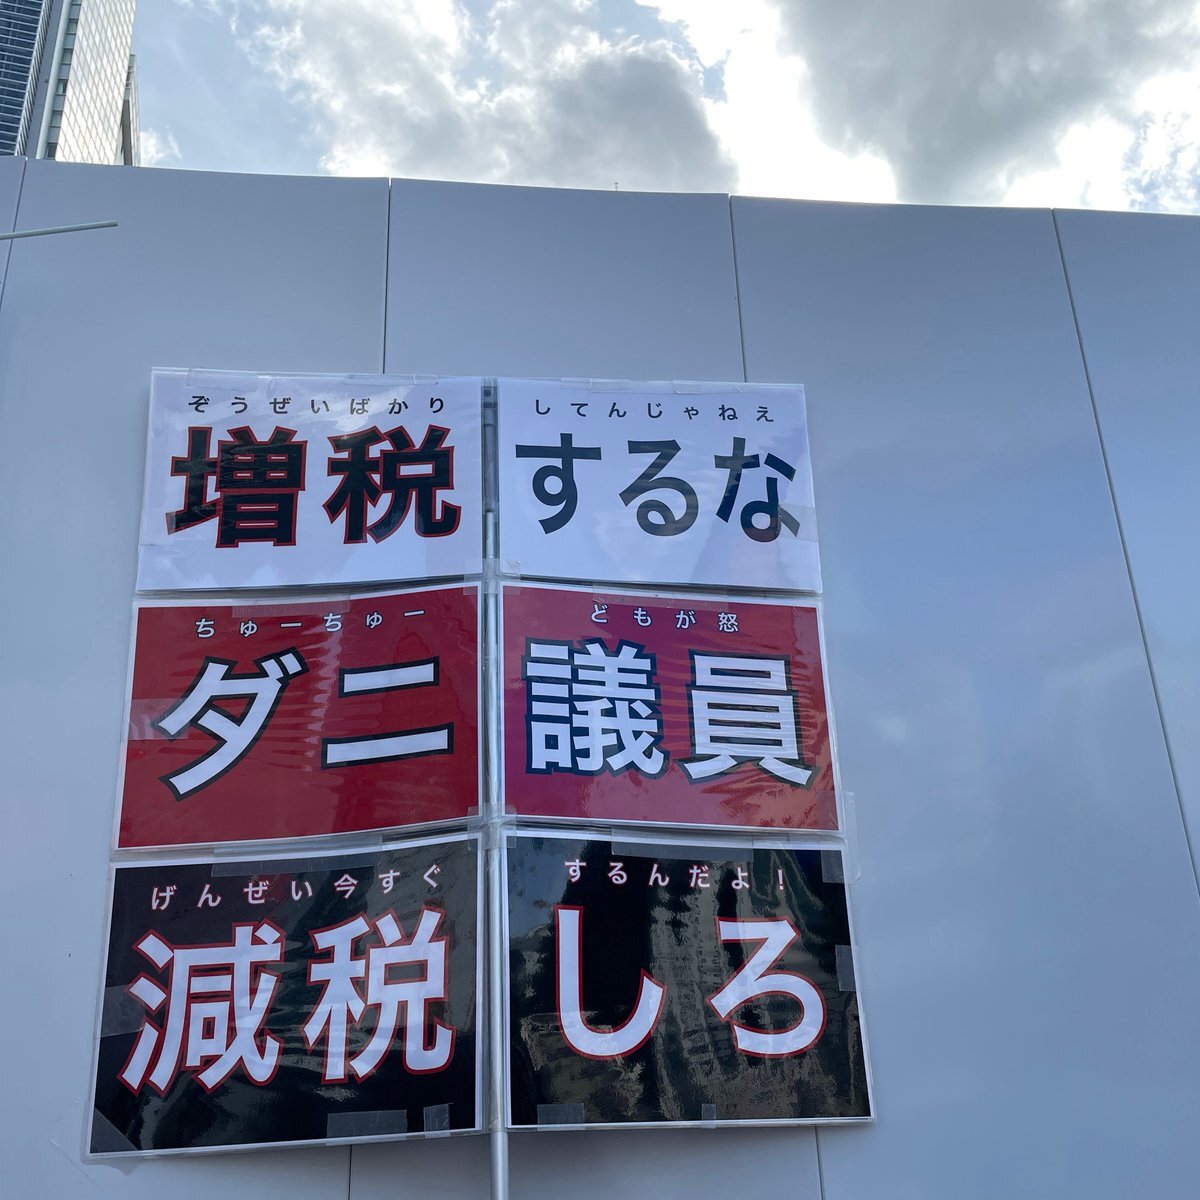 ぞうぜいばかり してんじゃねえ
増税 するな
ちゅーちゅー どもが怒
ダニ 議員
げんぜい今すぐ するんだよ！
減税 しろ